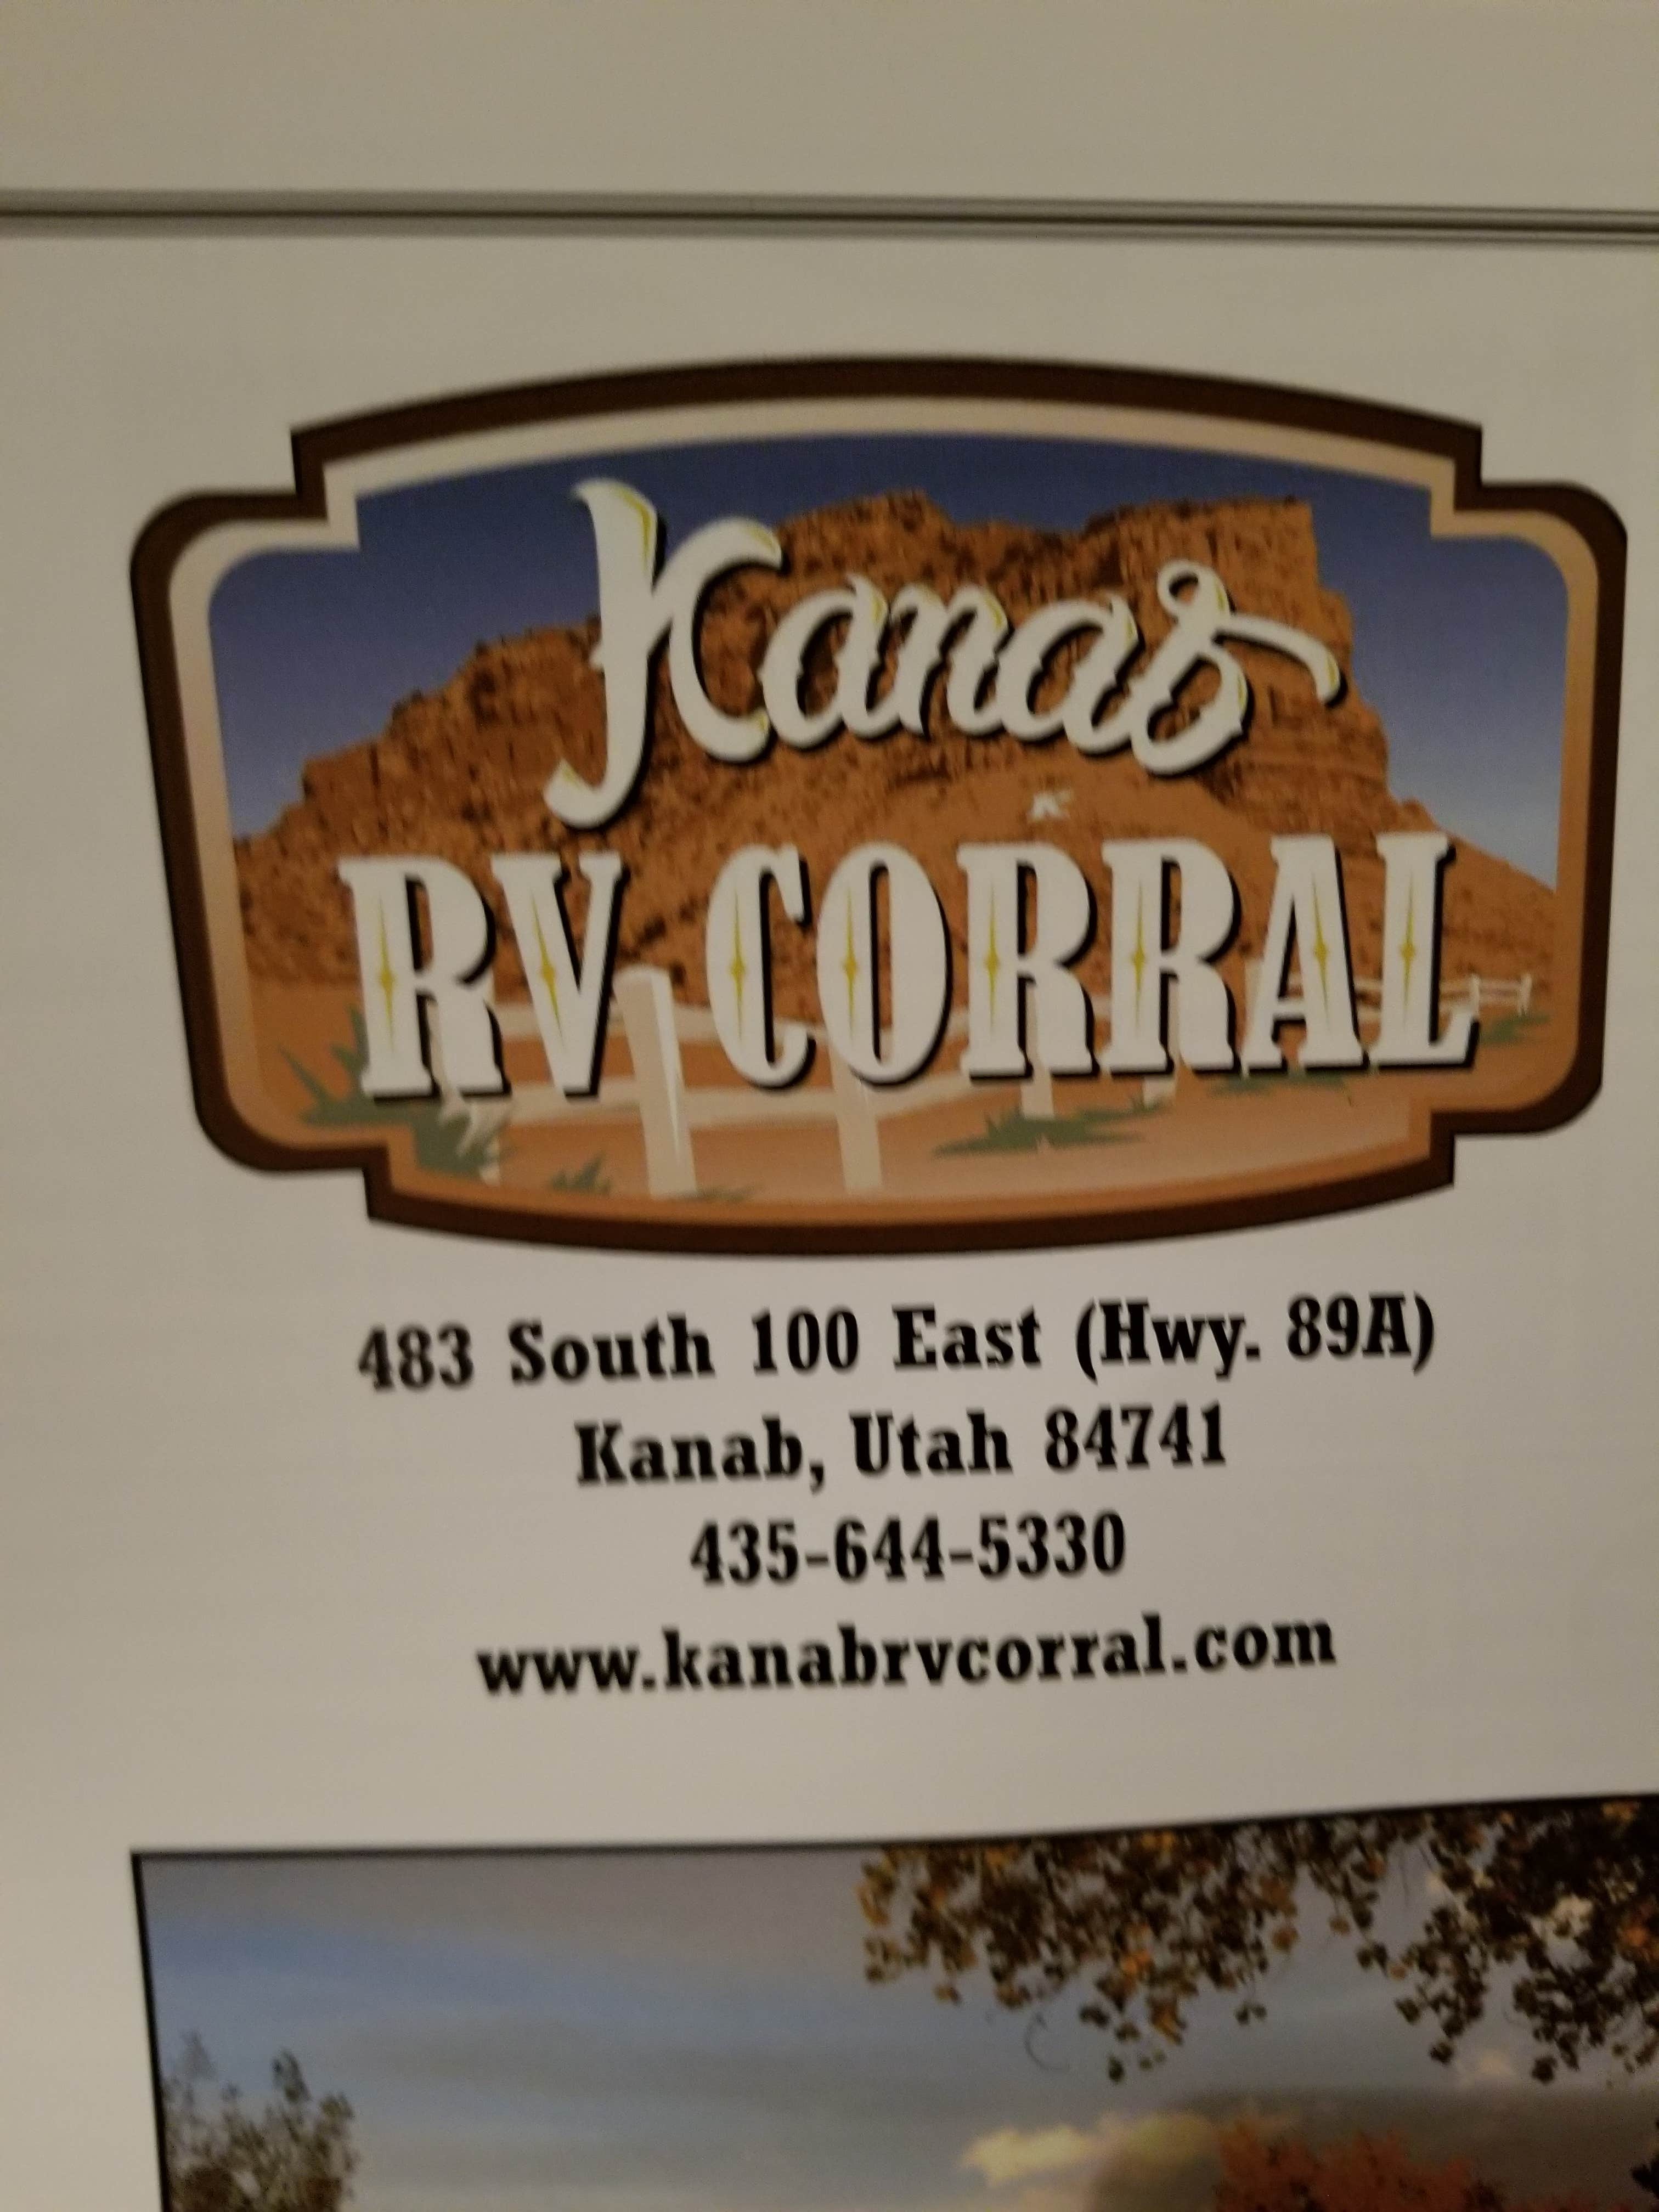 Kanab
RV CORRAL
483 South 100 East (Hwy. 89A)
Kanab, Utah 84741
435-644-5330
www.kanabrvcorral.com